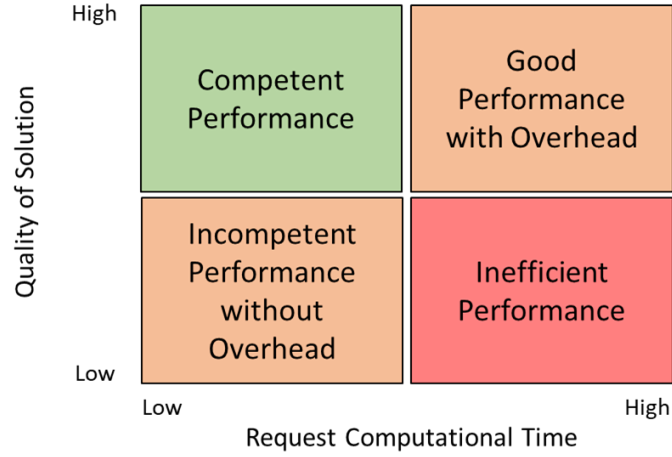 High
Competent
Performance
Good
Performance
with Overhead
Quality of Solution
Incompetent
Performance
without
Overhead
Inefficient
Performance
Low
Low
High
Request Computational Time